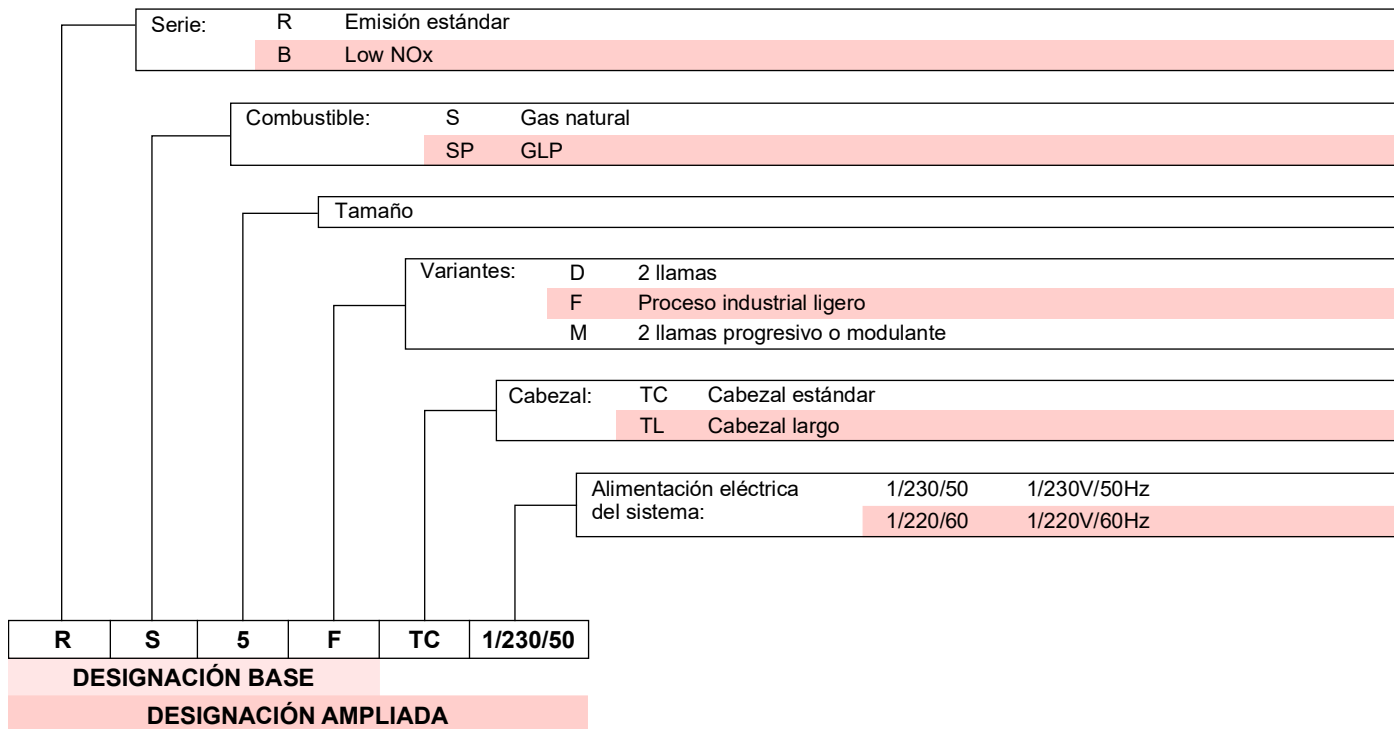 Serie: R Emisión estándar
B Low NOx
Combustible: S Gas natural
SP GLP
Tamaño
Variantes: D 2 llamas
F Proceso industrial ligero
M 2 llamas progresivo o modulante
Cabezal: TC Cabezal estándar
TL Cabezal largo
Alimentación eléctrica 1/230/50 1/230V/50Hz
del sistema: 1/220/60 1/220V/60Hz
R S 5 F TC 1/230/50
DESIGNACIÓN BASE
DESIGNACIÓN AMPLIADA